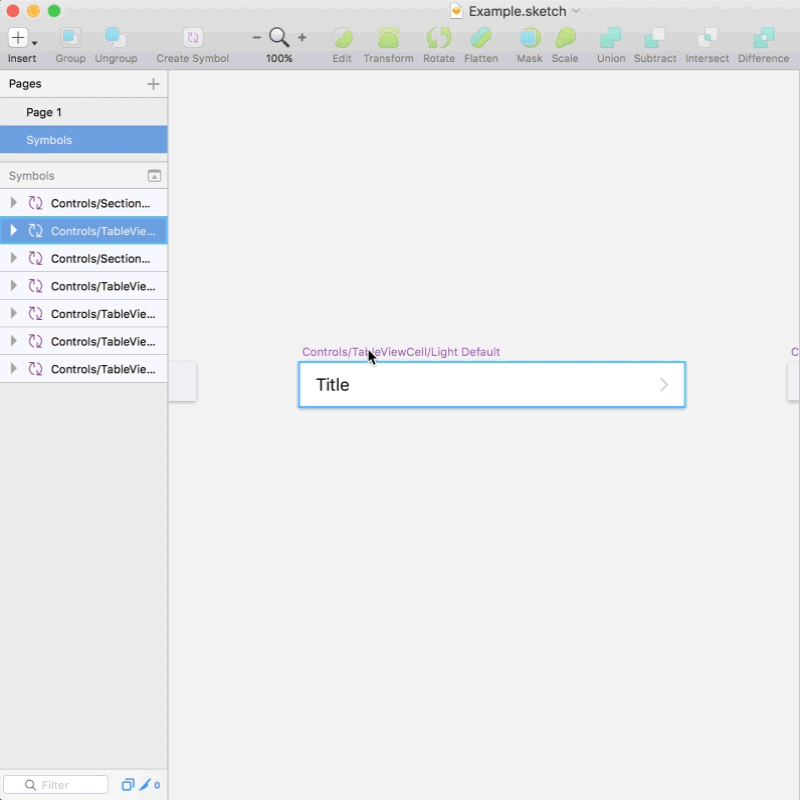 Example.sketch
Insert Group Ungroup Create Symbol 100% Edit Transform Rotate Flatten Mask Scale Union Subtract Intersect Difference
Pages
Page 1
Symbols
Symbols
Controls/Section...
Controls/TableVie...
Controls/Section...
Controls/TableVie...
Controls/TableVie...
Controls/TableVie...
Controls/TableVie...
Controls/TableViewCell/Light Default
C
Title
Filter
0